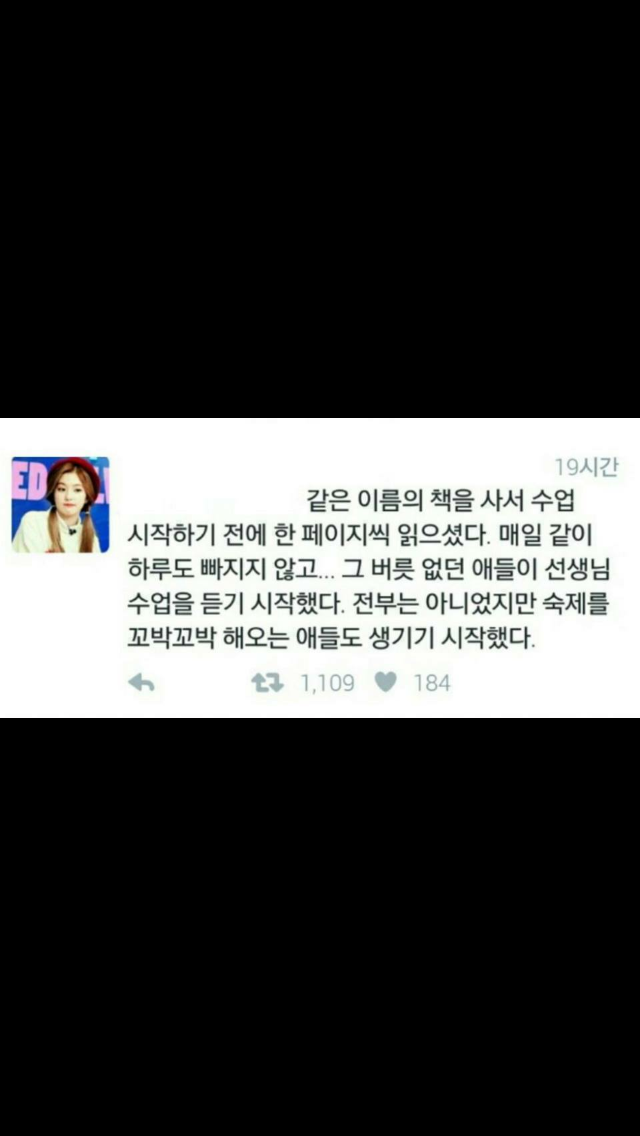 19시간
같은 이름의 책을 사서 수업
시작하기 전에 한 페이지씩 읽으셨다. 매일 같이
하루도 빠지지 않고... 그 버릇 없던 애들이 선생님
수업을 듣기 시작했다. 전부는 아니었지만 숙제를
꼬박꼬박 해오는 애들도 생기기 시작했다.
1,109 184